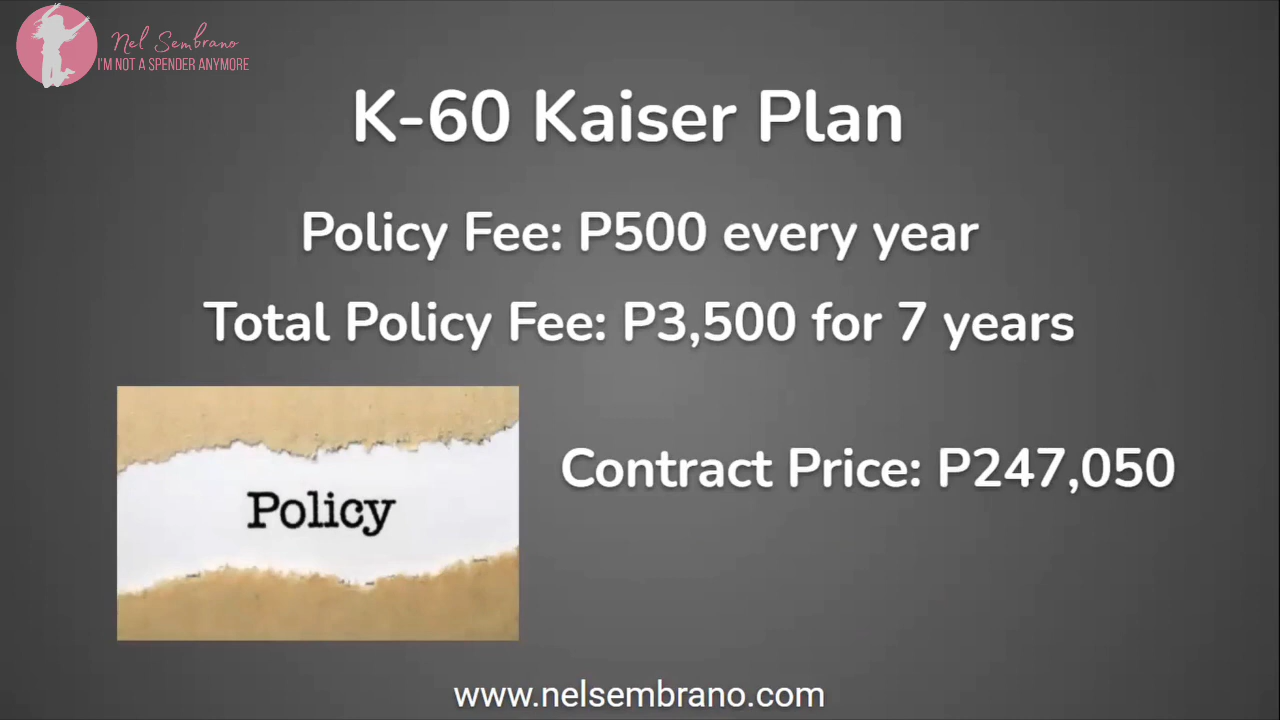 Nel Sembrano
I'M NOT A SPENDER ANYMORE
K-60 Kaiser Plan
Policy Fee: P500 every year
Total Policy Fee: P3,500 for 7 years
Policy
Contract Price: P247,050
www.nelsembrano.com